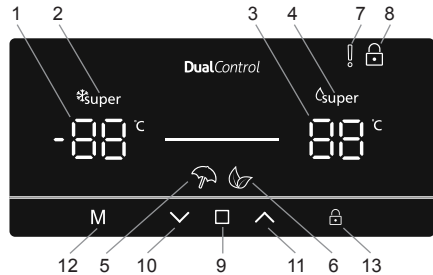 1 2 3 4 7 8
DualControl
super super
-88 °C 88 °C
M
12 5 10 9 11 6 13